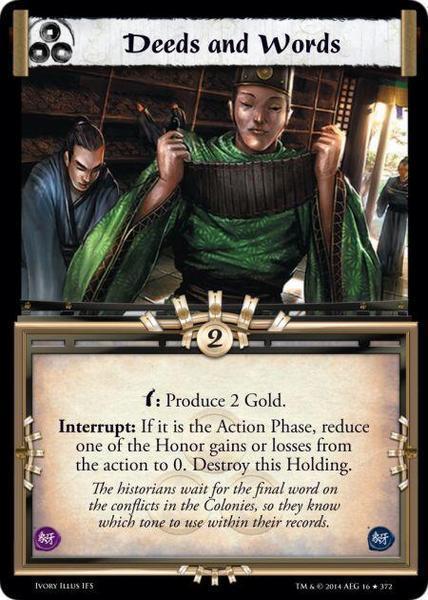 Deeds and Words
2
: Produce 2 Gold.
Interrupt: If it is the Action Phase, reduce
one of the Honor gains or losses from
the action to 0. Destroy this Holding.
The historians wait for the final word on
the conflicts in the Colonies, so they know
which tone to use within their records.
Ivory Illus IFS
TM & © 2014 AEG 16 ★ 372